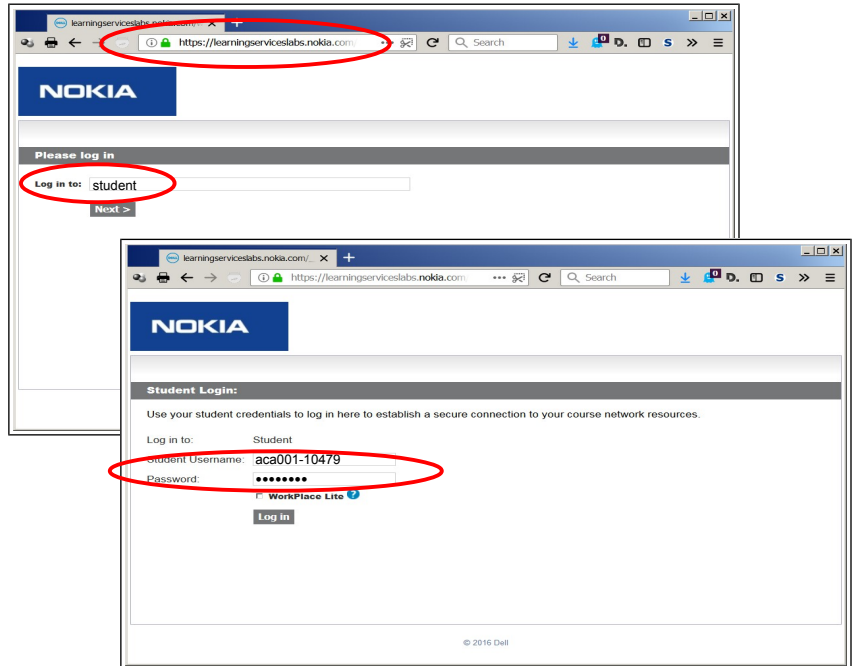 learningserviceslabs.nokia.com/
https://learningserviceslabs.nokia.com/
Search
0
D.
S
NOKIA
Please log in
Log in to: student
Next >
learningserviceslabs.nokia.com/_
https://learningserviceslabs.nokia.com
Search
0
D.
S
NOKIA
Student Login:
Use your student credentials to log in here to establish a secure connection to your course network resources.
Log in to: Student
Student Username: aca001-10479
Password: ••••••••
WorkPlace Lite ?
Log in
© 2016 Dell